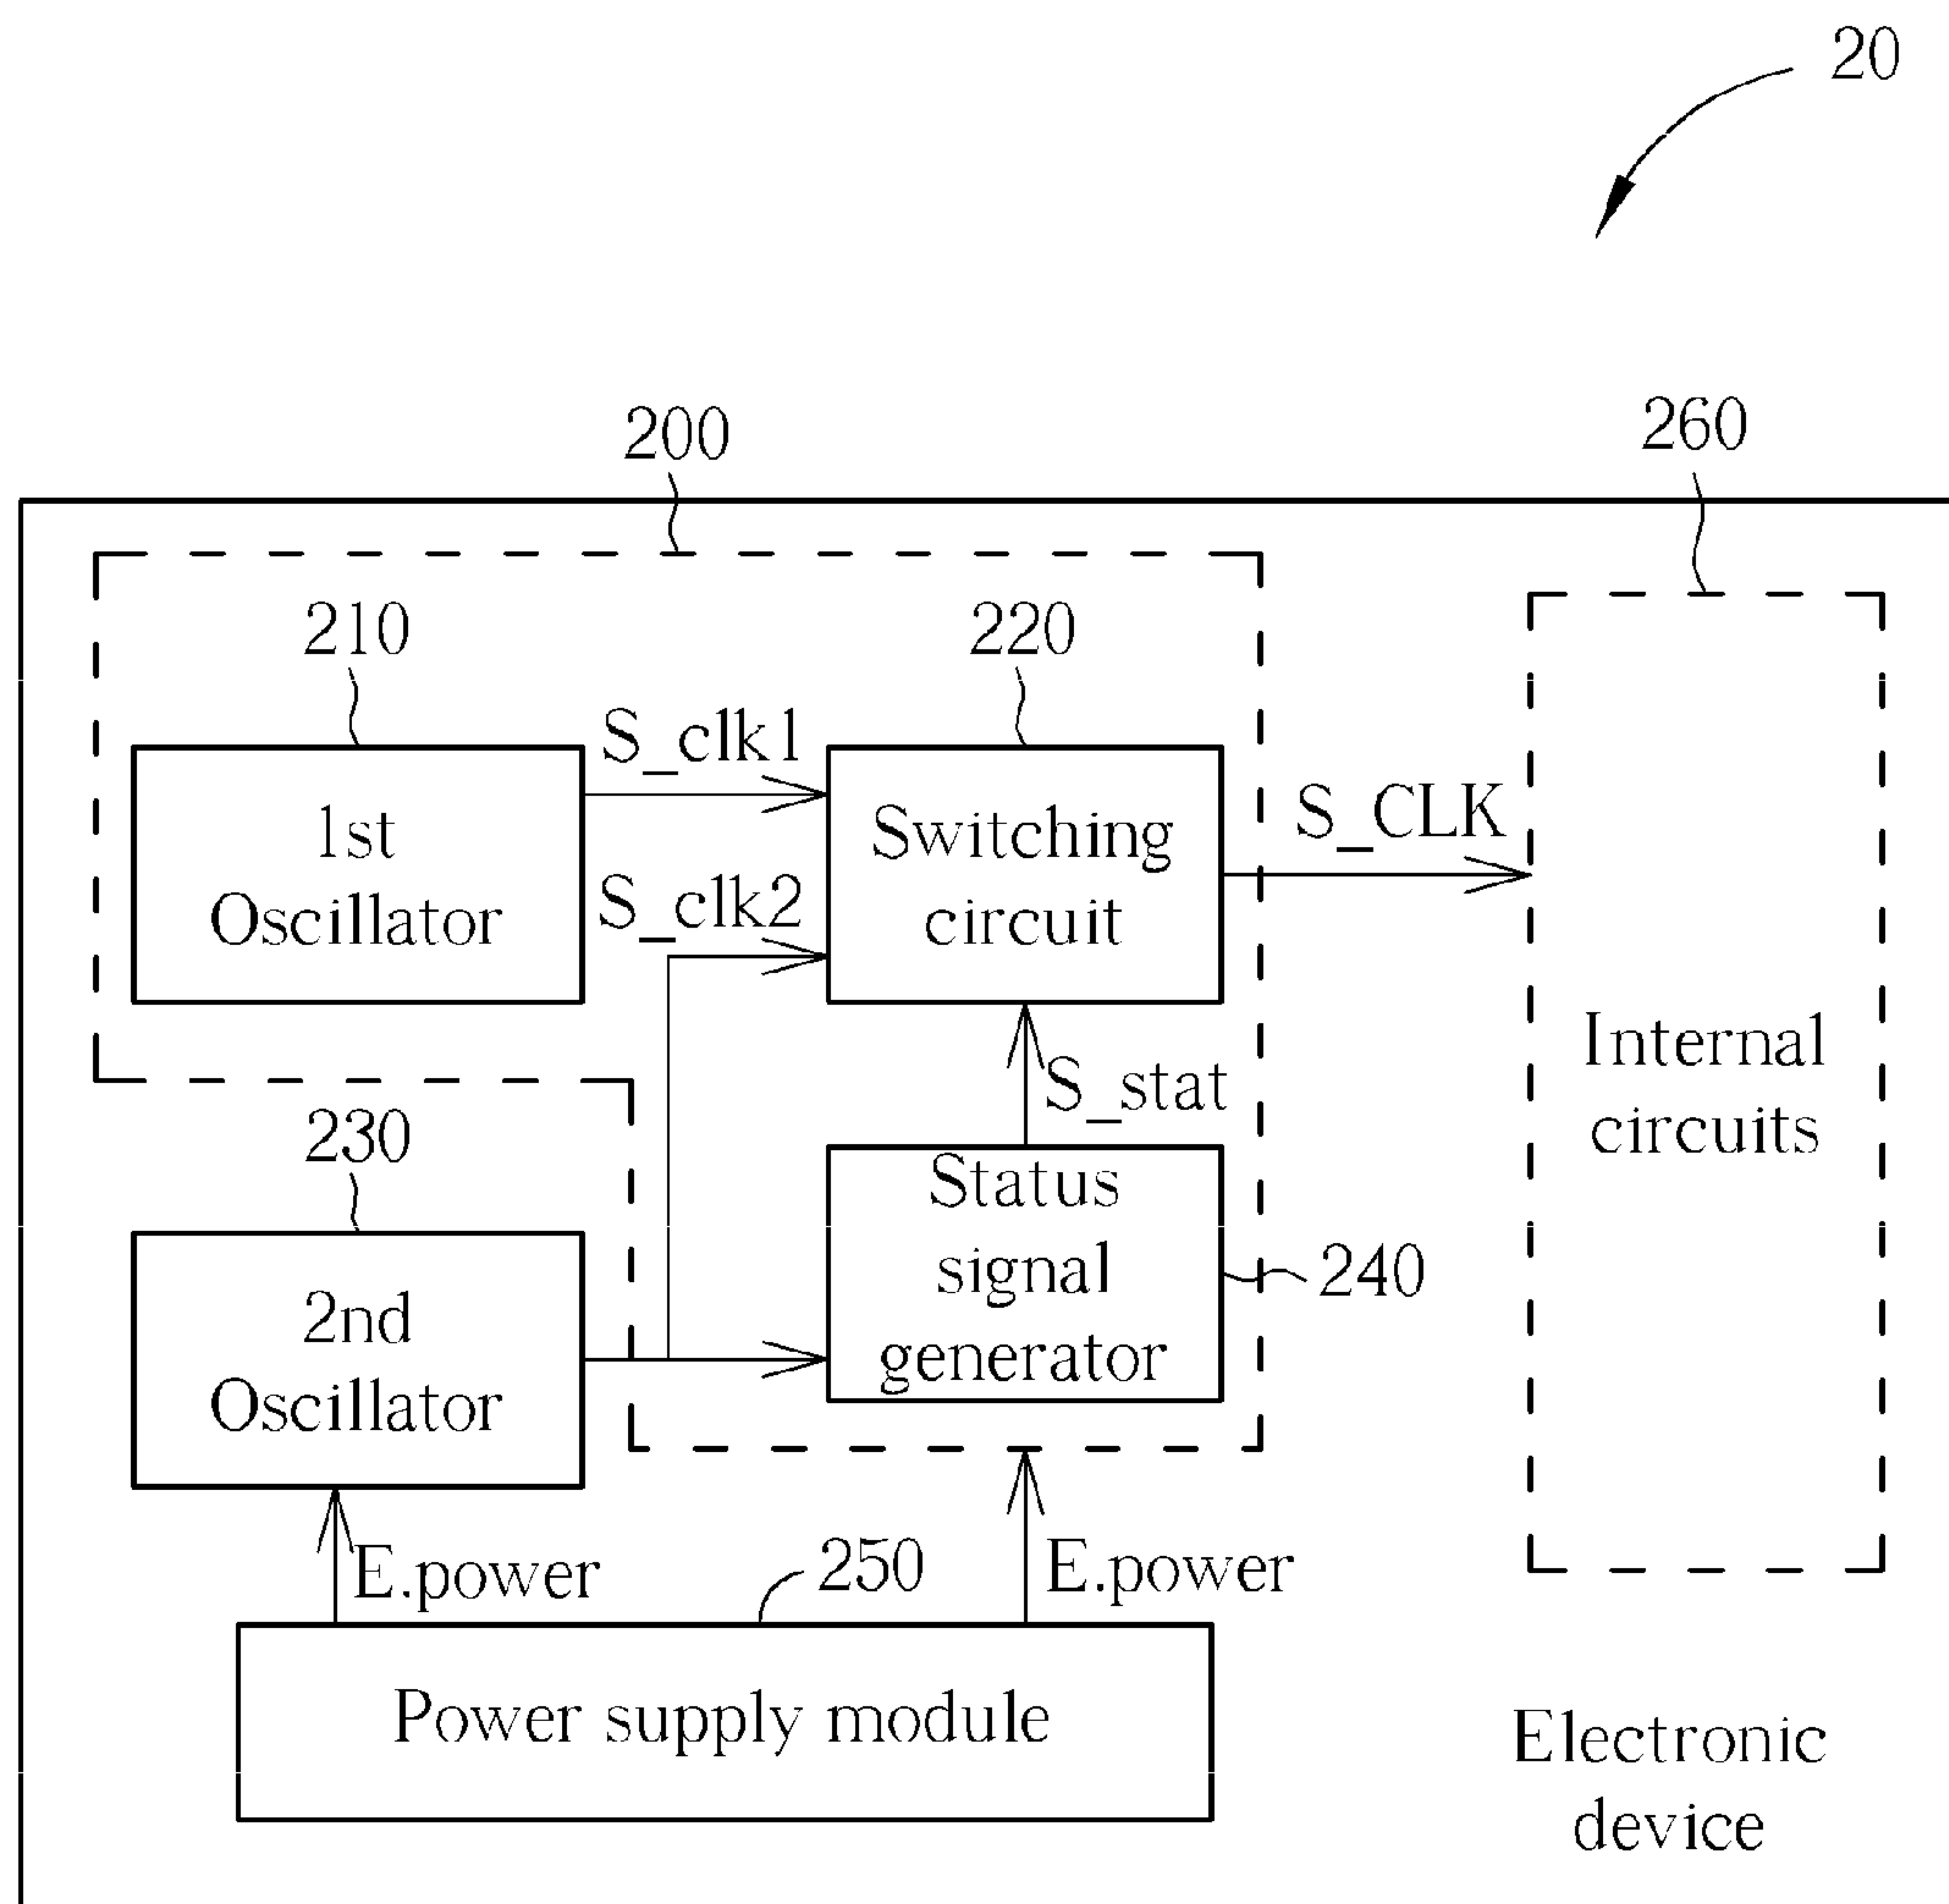 20
200
260
210
220
S_clk1
1st
Oscillator
Switching
circuit
S_CLK
S_clk2
Internal
circuits
S_stat
230
2nd
Oscillator
Status
signal
generator
240
E.power
250
E.power
Power supply module
Electronic
device